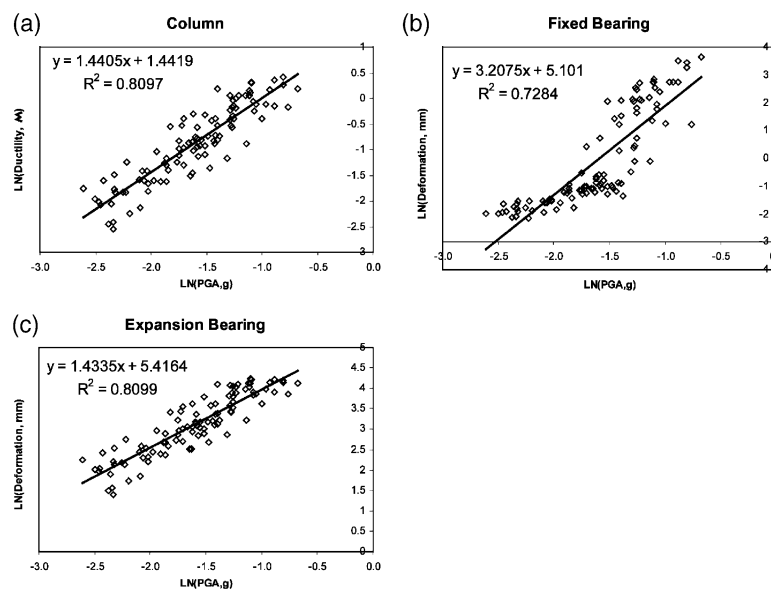 (a)
Column
y = 1.4405x + 1.4419
R² = 0.8097
1
0.5
0
-0.5
-1
-1.5
-2
-2.5
3
LN(Ductility, )
-3.0 -2.5 -2.0 -1.5 -1.0 -0.5 0.0
LN(PGA,g)
(b)
Fixed Bearing
y = 3.2075x + 5.101
R² = 0.7284
4
3
2
1
0
-1
-2
-3
4
LN(Deformation, mm)
-3.0 -2.5 -2.0 -1.5 -1.0 -0.5 0.0
LN(PGA,g)
(c)
Expansion Bearing
y = 1.4335x + 5.4164
R² = 0.8099
5
4.5
4
3.5
3
2.5
2
1.5
1
0.5
0
LN(Deformation, mm)
-3.0 -2.5 -2.0 -1.5 -1.0 -0.5 0.0
LN(PGA,g)